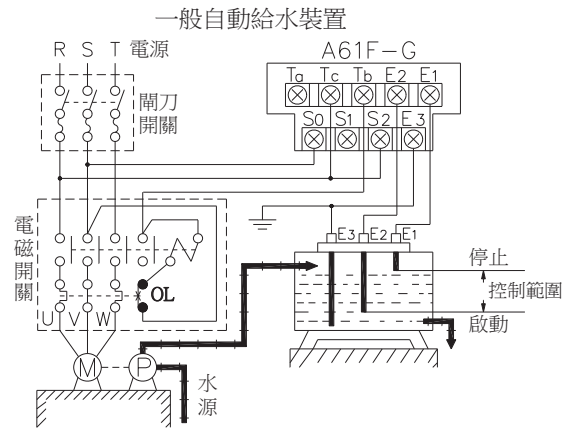 一般自動給水裝置
R S T 電源
A61F-G
Ta Tc Tb E2 E1
S0 S1 S2 E3
閘刀
開關
電
磁
開
關
E3 E2 E1
停止
控制範圍
啟動
OL
U V W
M P
水
源